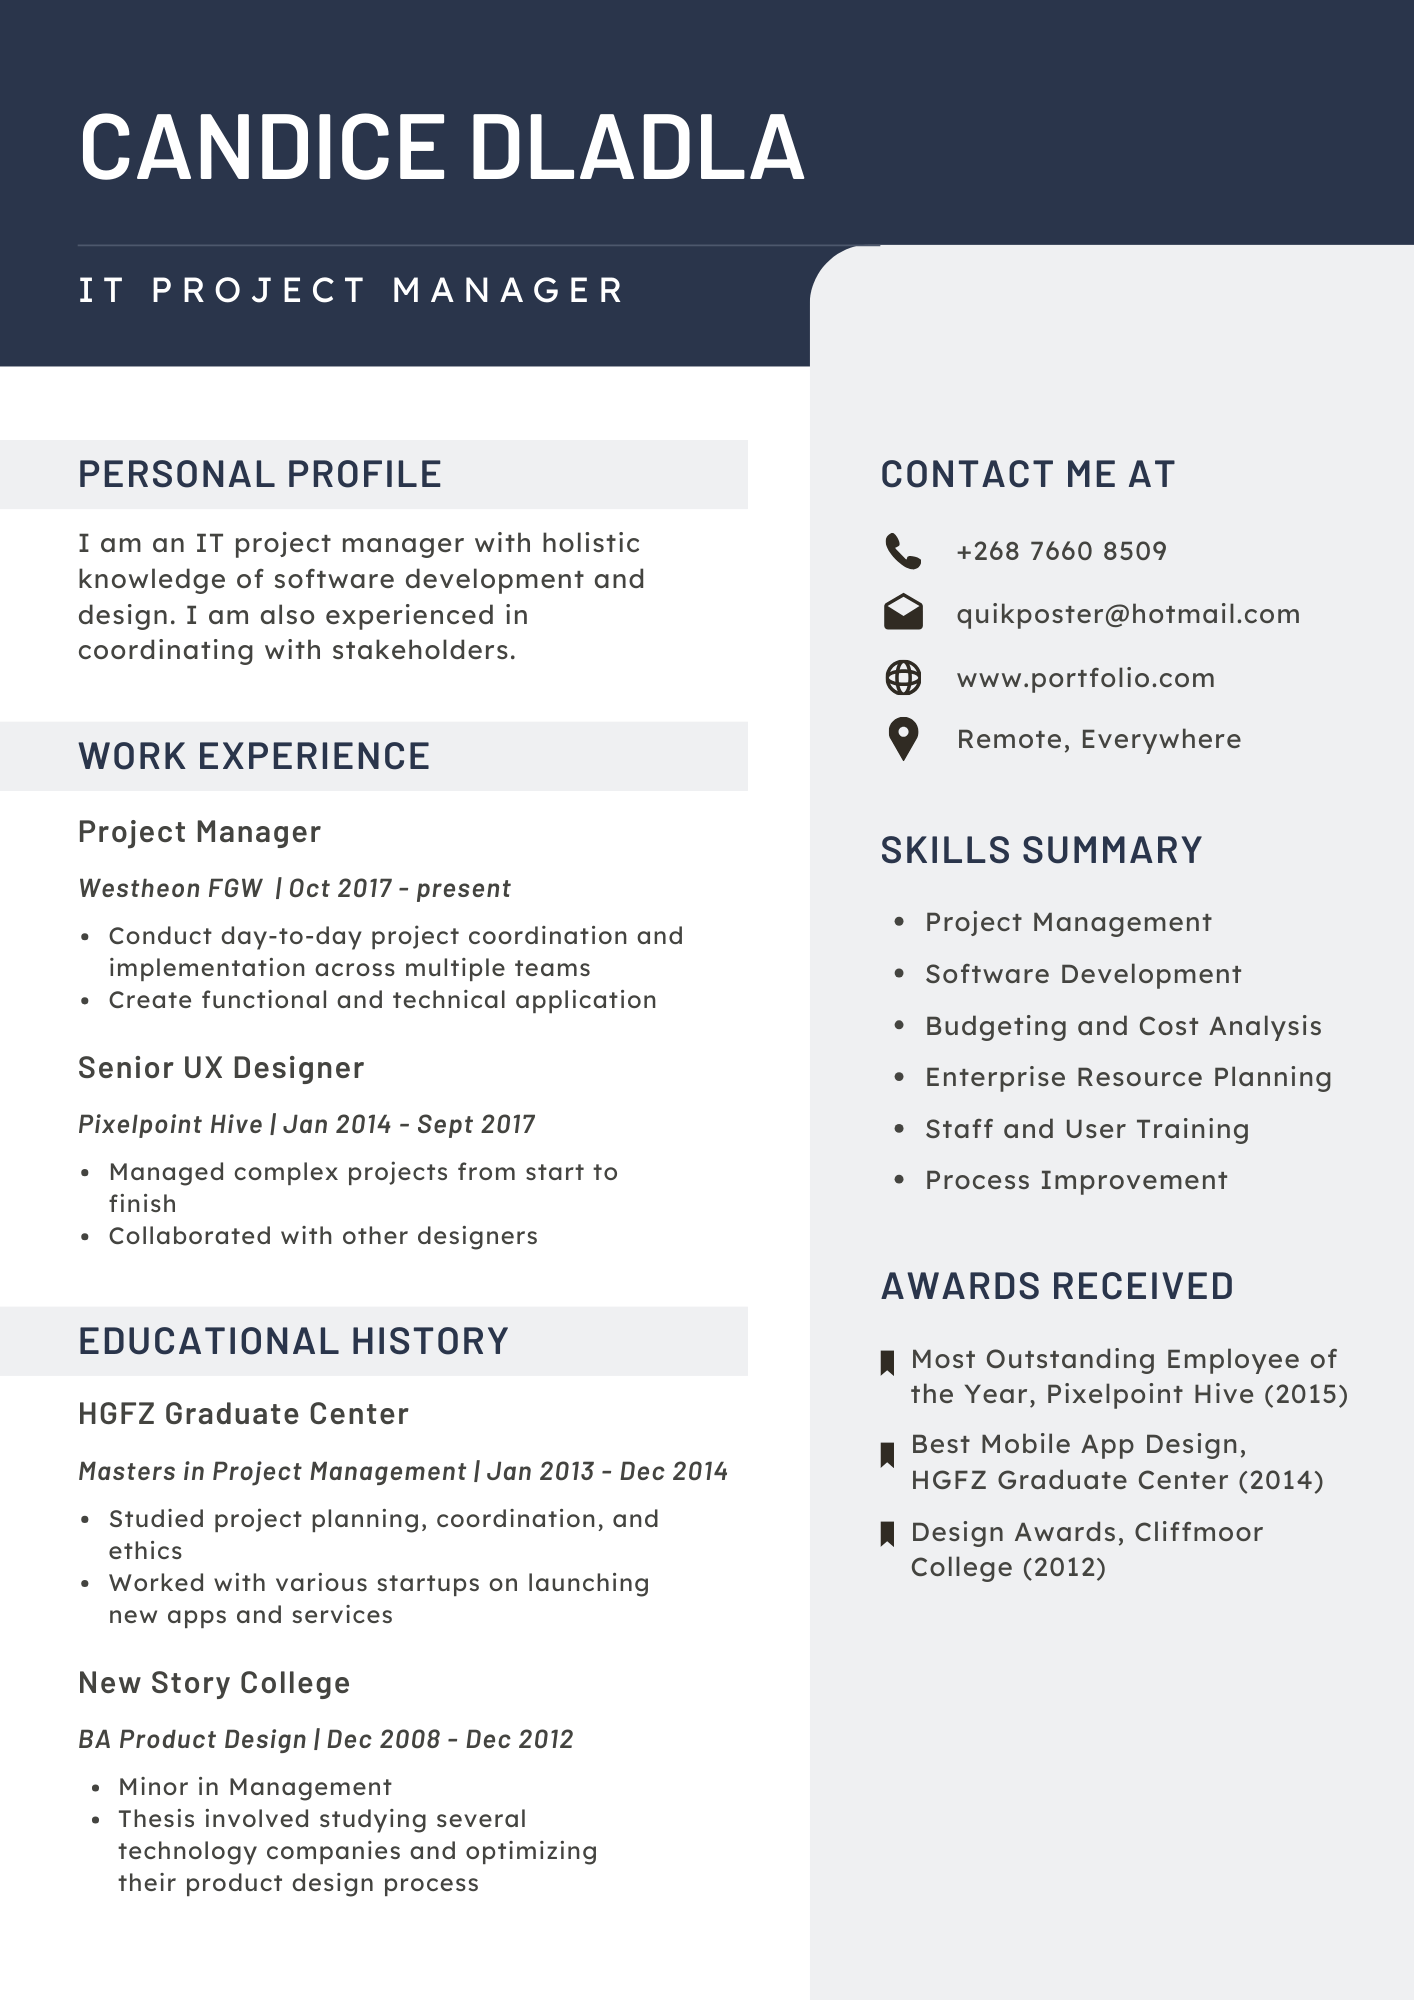 CANDICE DLADLA
IT PROJECT MANAGER
PERSONAL PROFILE
I am an IT project manager with holistic
knowledge of software development and
design. I am also experienced in
coordinating with stakeholders.
WORK EXPERIENCE
Project Manager
Westheon FGW | Oct 2017 - present
• Conduct day-to-day project coordination and
implementation across multiple teams
• Create functional and technical application
Senior UX Designer
Pixelpoint Hive | Jan 2014 - Sept 2017
• Managed complex projects from start to
finish
• Collaborated with other designers
EDUCATIONAL HISTORY
HGFZ Graduate Center
Masters in Project Management | Jan 2013 - Dec 2014
• Studied project planning, coordination, and
ethics
• Worked with various startups on launching
new apps and services
New Story College
BA Product Design | Dec 2008 - Dec 2012
• Minor in Management
• Thesis involved studying several
technology companies and optimizing
their product design process
CONTACT ME AT
+268 7660 8509
quikposter@hotmail.com
www.portfolio.com
Remote, Everywhere
SKILLS SUMMARY
• Project Management
• Software Development
• Budgeting and Cost Analysis
• Enterprise Resource Planning
• Staff and User Training
• Process Improvement
AWARDS RECEIVED
Most Outstanding Employee of
the Year, Pixelpoint Hive (2015)
Best Mobile App Design,
HGFZ Graduate Center (2014)
Design Awards, Cliffmoor
College (2012)